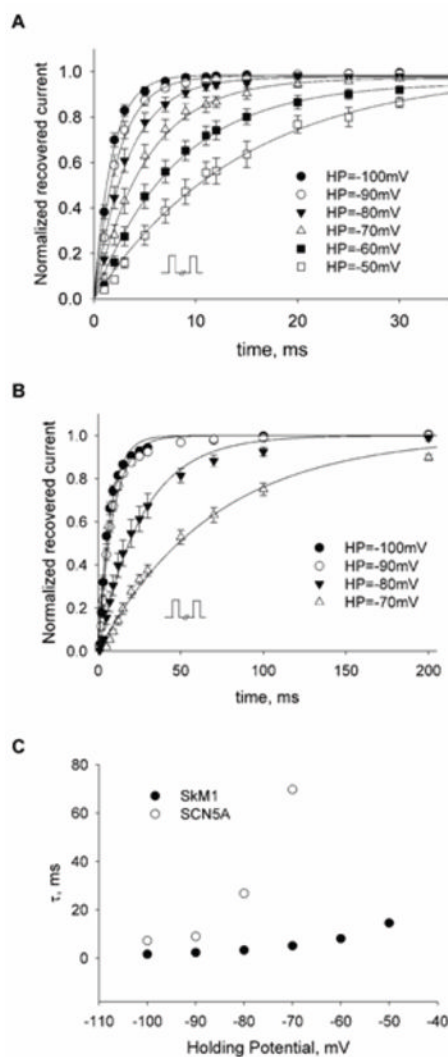 A
Normalized recovered current
1.0
0.8
0.6
0.4
0.2
0.0
HP=-100mV
HP=-90mV
HP=-80mV
HP=-70mV
HP=-60mV
HP=-50mV
0 10 20 30
time, ms
B
Normalized recovered current
1.0
0.8
0.6
0.4
0.2
0.0
HP=-100mV
HP=-90mV
HP=-80mV
HP=-70mV
0 50 100 150 200
time, ms
C
τ, ms
80
60
40
20
0
SkM1
SCN5A
-110 -100 -90 -80 -70 -60 -50 -40
Holding Potential, mV